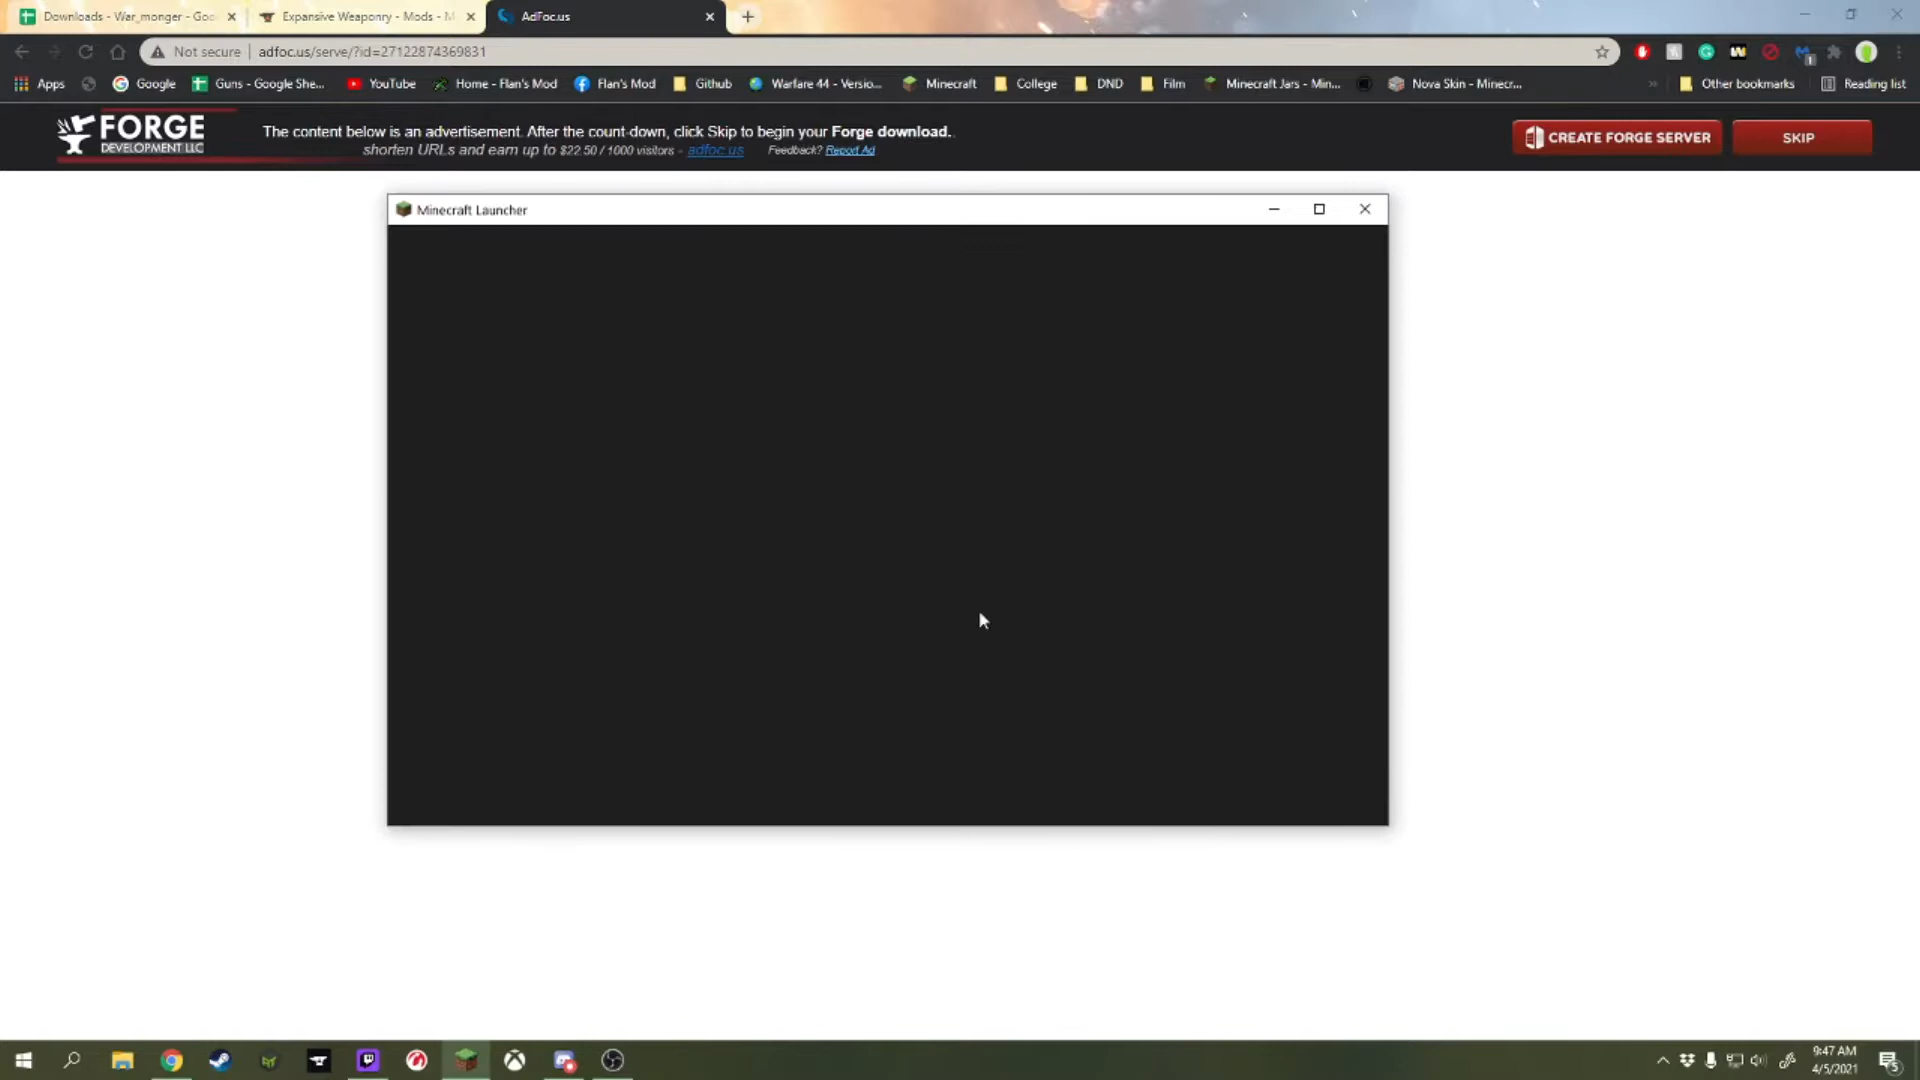 Downloads - War_monger - Goo
Expansive Weaponry - Mods - M
AdFoc.us
Not secure
adfoc.us/serve/?id=27122874369831
Apps
Google
Guns - Google She...
YouTube
Home - Flan's Mod
Flan's Mod
Github
Warfare 44 - Versio...
Minecraft
College
DND
Film
Minecraft Jars - Min...
Nova Skin - Minecr...
»
Other bookmarks
Reading list
FORGE
DEVELOPMENT LLC
The content below is an advertisement. After the count-down, click Skip to begin your Forge download..
shorten URLs and earn up to $22.50 / 1000 visitors - adfoc.us Feedback? Report Ad
CREATE FORGE SERVER
SKIP
Minecraft Launcher
9:47 AM
4/5/2021
5